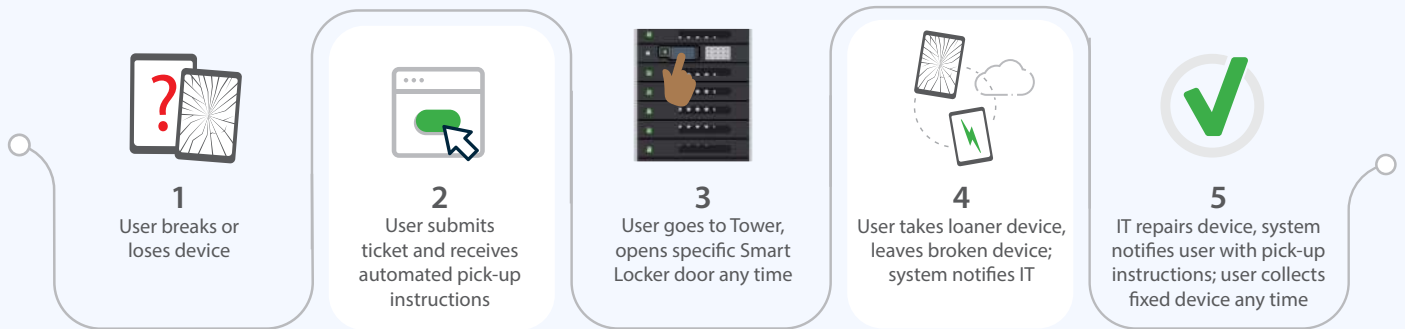 ?
1
User breaks or
loses device
2
User submits
ticket and receives
automated pick-up
instructions
3
User goes to Tower,
opens specific Smart
Locker door any time
4
User takes loaner device,
leaves broken device;
system notifies IT
5
IT repairs device, system
notifies user with pick-up
instructions; user collects
fixed device any time